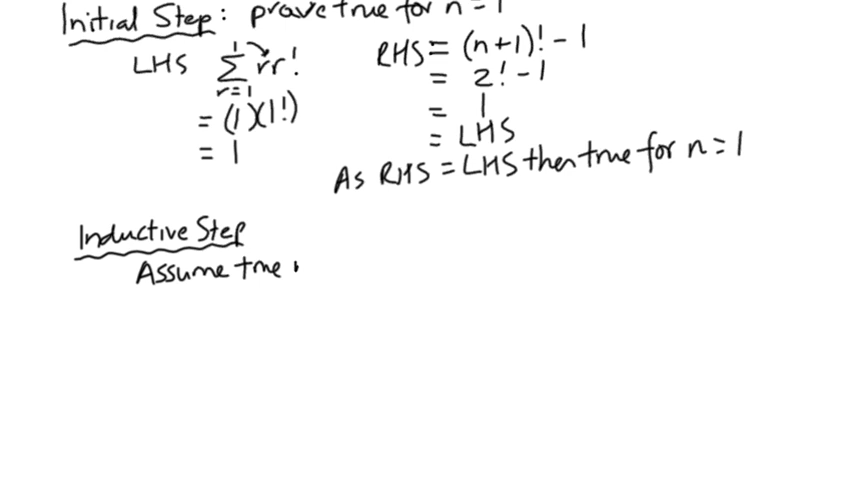 Initial Step: prove true for n = 1
LHS 1∑r=1 rr!
= (1)(1!)
= 1
RHS = (n+1)! - 1
= 2! - 1
= 1
= LHS
As RHS = LHS then true for n = 1
Inductive Step
Assume true